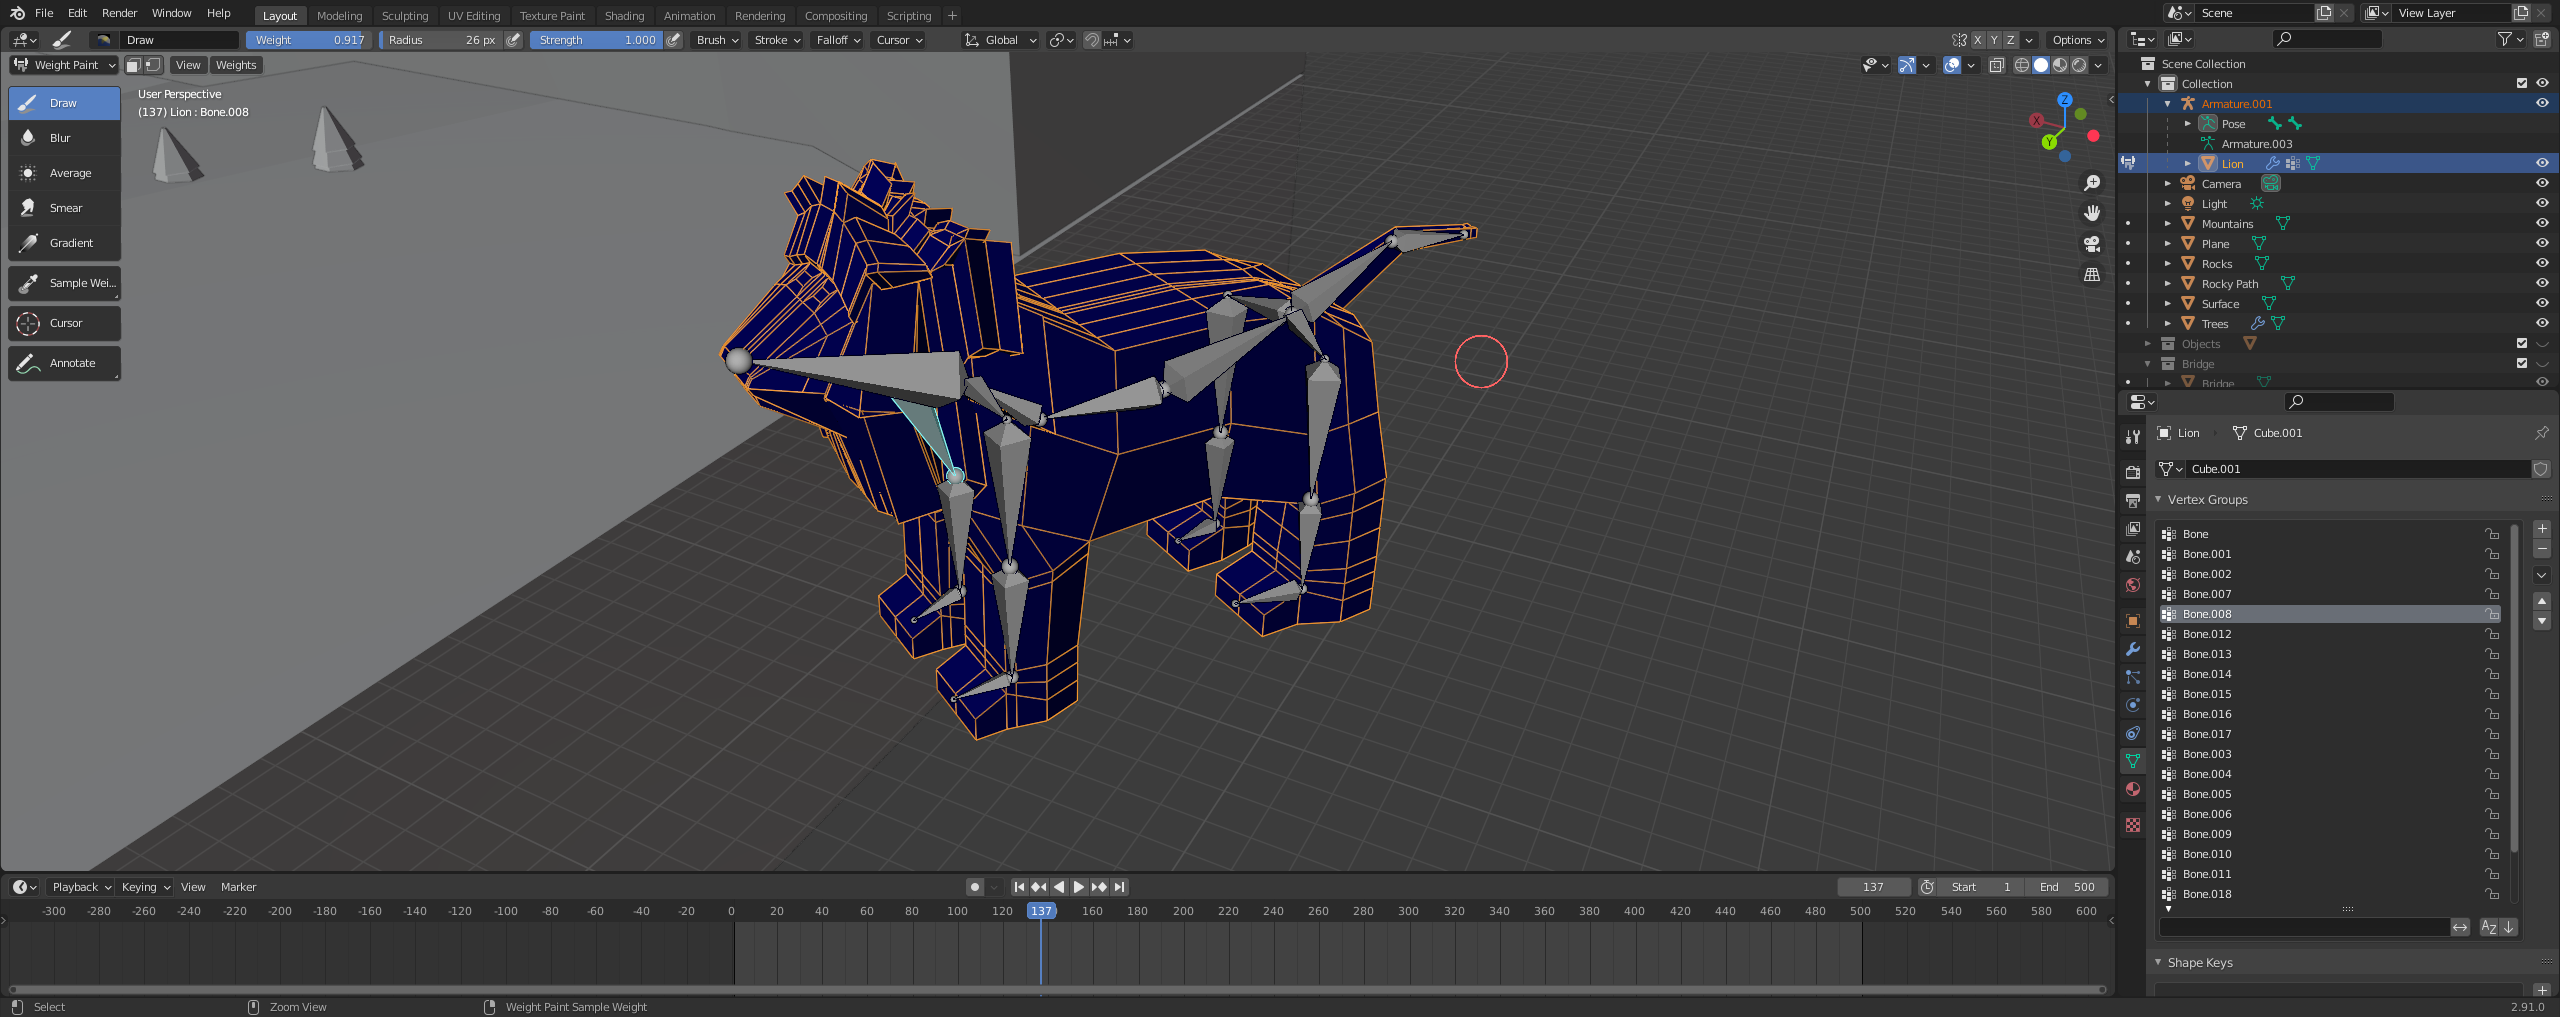 File Edit Render Window Help Layout Modeling Sculpting UV Editing Texture Paint Shading Animation Rendering Compositing Scripting + Scene View Layer
Draw Weight 0.917 Radius 26 px Strength 1.000 Brush Stroke Falloff Cursor Global X Y Z Options
Weight Paint View Weights
Draw
Blur
Average
Smear
Gradient
Sample Wei...
Cursor
Annotate
User Perspective
(137) Lion : Bone.008
Z
X
Y
Scene Collection
Collection
Armature.001
Pose
Armature.003
Lion
Camera
Light
Mountains
Plane
Rocks
Rocky Path
Surface
Trees
Objects
Bridge
Bridge
Lion Cube.001
Cube.001
Vertex Groups
Bone
Bone.001
Bone.002
Bone.007
Bone.008
Bone.012
Bone.013
Bone.014
Bone.015
Bone.016
Bone.017
Bone.003
Bone.004
Bone.005
Bone.006
Bone.009
Bone.010
Bone.011
Bone.018
AZ
Shape Keys
Playback Keying View Marker 137 Start 1 End 500
-300 -280 -260 -240 -220 -200 -180 -160 -140 -120 -100 -80 -60 -40 -20 0 20 40 60 80 100 120 137 160 180 200 220 240 260 280 300 320 340 360 380 400 420 440 460 480 500 520 540 560 580 600
Select Zoom View Weight Paint Sample Weight 2.91.0